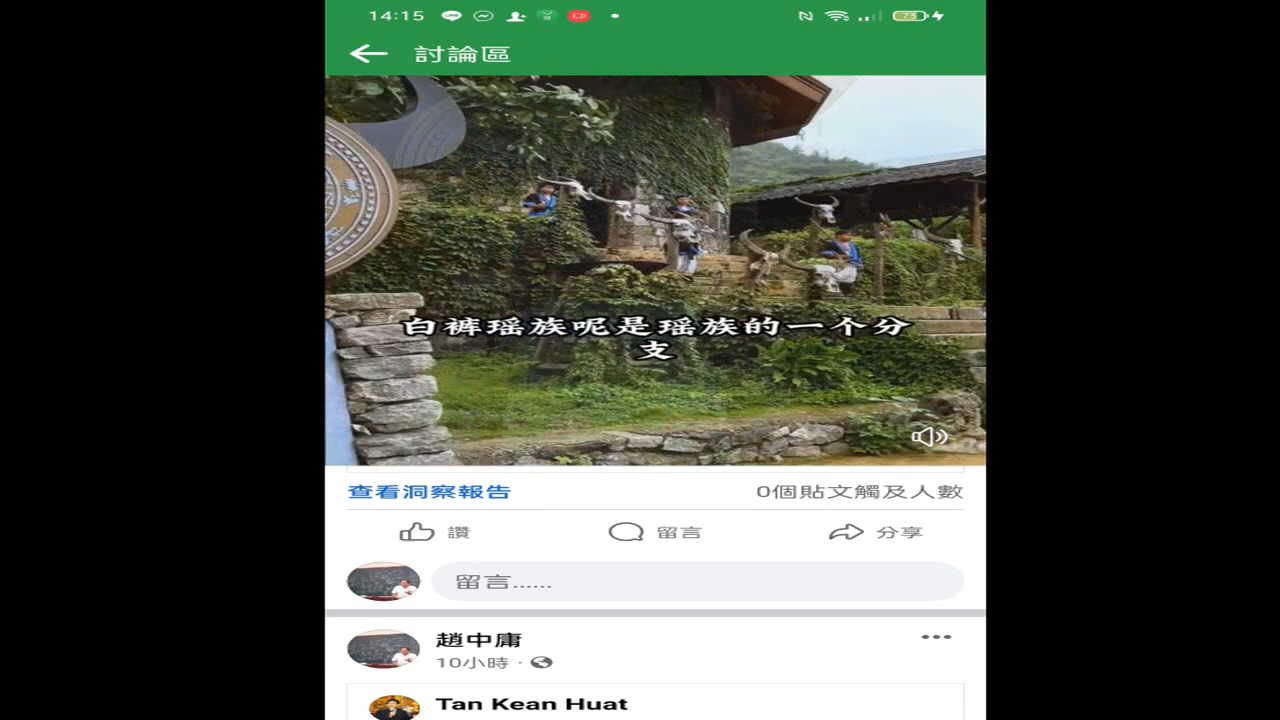 14:15
73
討論區
白裤瑶族呢是瑶族的一个分
支
查看洞察報告
0個貼文觸及人數
讚
留言
分享
留言......
趙中庸
10小時 ·
Tan Kean Huat